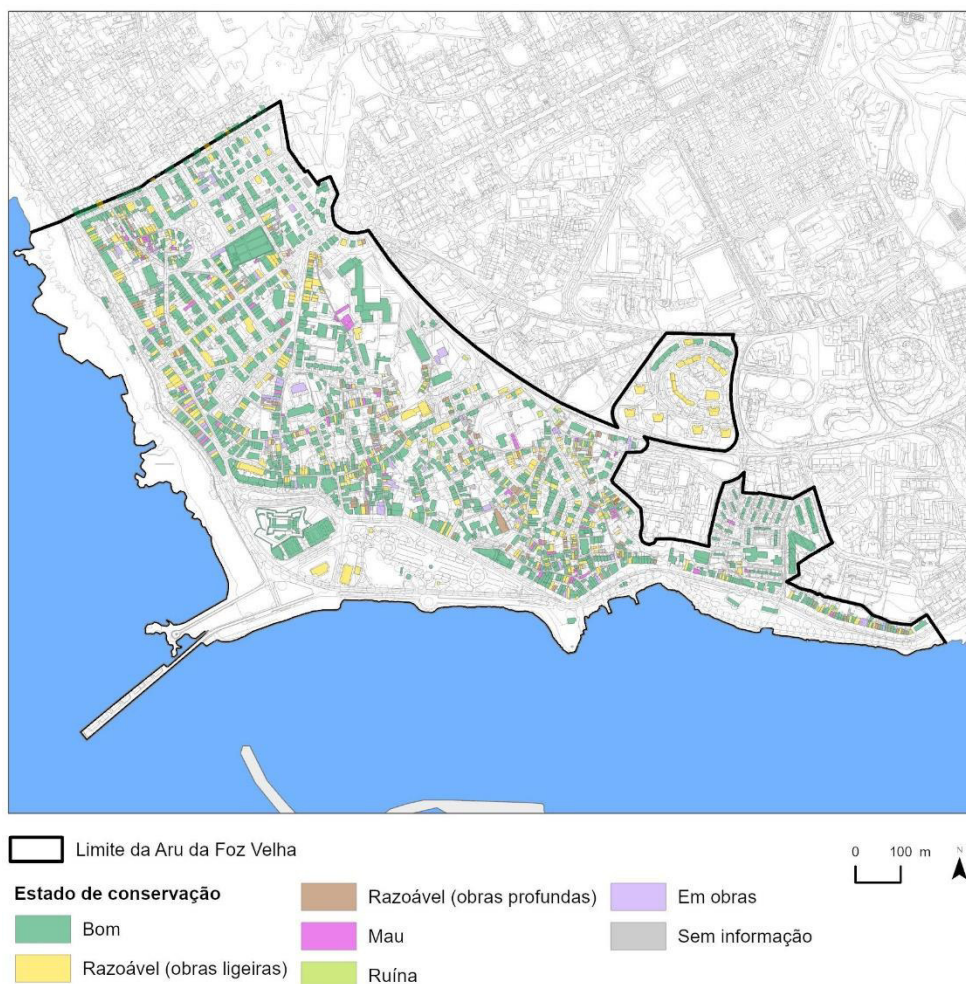 Limite da Aru da Foz Velha
0 100 m
N
Estado de conservação
Bom
Razoável (obras ligeiras)
Razoável (obras profundas)
Mau
Ruína
Em obras
Sem informação